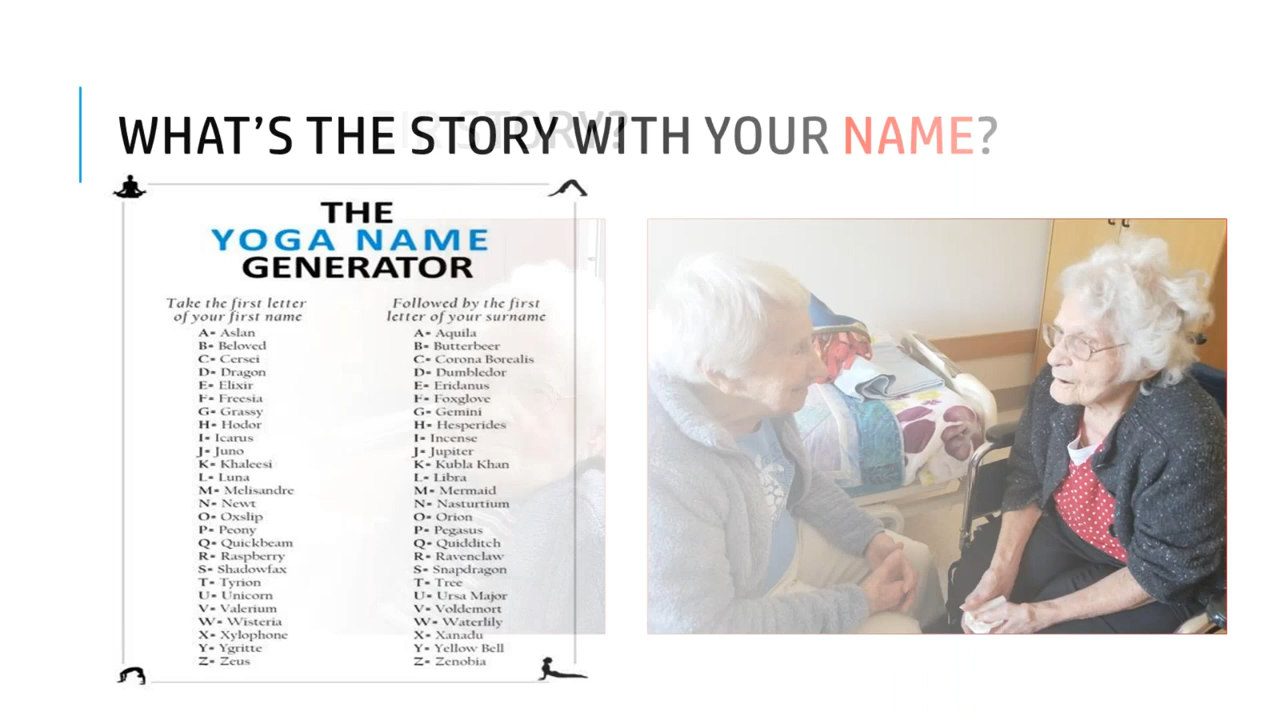 WHAT'S THE STORY WITH YOUR NAME?
STORY?
THE
YOGA NAME
GENERATOR
Take the first letter
of your first name
A= Aslan
B= Beloved
C= Cersei
D= Dragon
E= Elixir
F= Freesia
G= Grassy
H= Hodor
I= Icarus
J= Juno
K= Khaleesi
L= Luna
M= Melisandre
N= Newt
O= Oxslip
P= Peony
Q= Quickbeam
R= Raspberry
S= Shadowfax
T= Tyrion
U= Unicorn
V= Valerium
W= Wisteria
X= Xylophone
Y= Ygritte
Z= Zeus
Followed by the first
letter of your surname
A= Aquila
B= Butterbeer
C= Corona Borealis
D= Dumbledor
E= Eridanus
F= Foxglove
G= Gemini
H= Hesperides
I= Incense
J= Jupiter
K= Kubla Khan
L= Libra
M= Mermaid
N= Nasturtium
O= Orion
P= Pegasus
Q= Quidditch
R= Ravenclaw
S= Snapdragon
T= Tree
U= Ursa Major
V= Voldemort
W= Waterlily
X= Xanadu
Y= Yellow Bell
Z= Zenobia